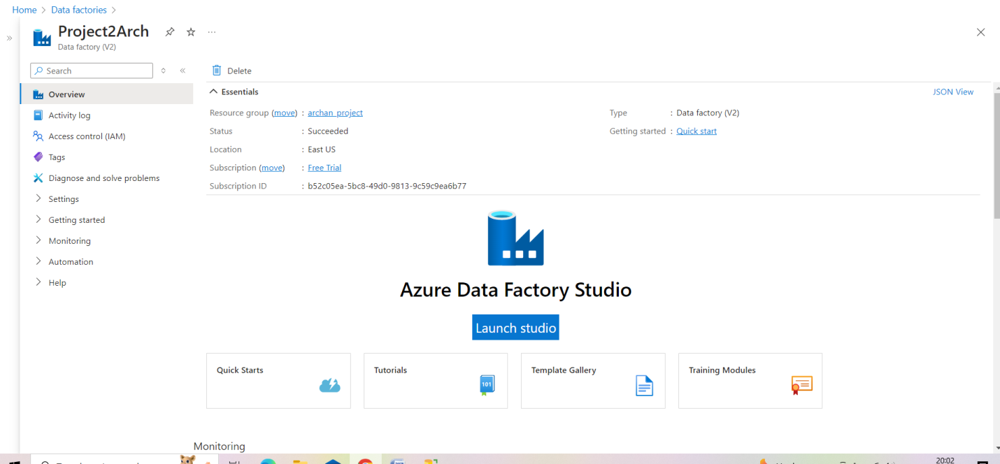 Home > Data factories >
Project2Arch
Data factory (V2)
Search
Overview
Activity log
Access control (IAM)
Tags
Diagnose and solve problems
Settings
Getting started
Monitoring
Automation
Help
Delete
Essentials
JSON View
Resource group (move) : archan_project
Status : Succeeded
Location : East US
Subscription (move) : Free Trial
Subscription ID : b52c05ea-5bc8-49d0-9813-9c59c9ea6b77
Type : Data factory (V2)
Getting started : Quick start
Azure Data Factory Studio
Launch studio
Quick Starts
Tutorials
101
Template Gallery
Training Modules
Monitoring
20:02